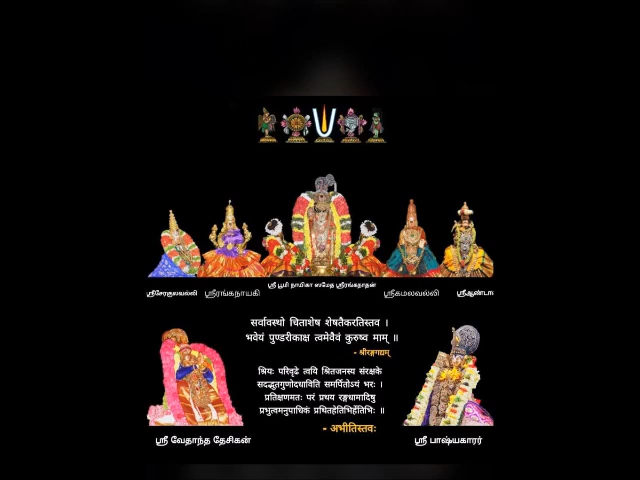 ஸ்ரீ பூமி நாயிகா ஸமேத ஸ்ரீரங்கநாதன்
ஸ்ரீசேரகுலவல்லி ஸ்ரீரங்கநாயகி ஸ்ரீகமலவல்லி ஸ்ரீஆண்டாள்
सर्वावस्थो चिताशेष शेषतैकरतिस्तव ।
भवेयं पुण्डरीकाक्ष त्वमेवैवं कुरुष्व माम् ॥
- श्रीरङ्गगद्यम्
श्रियः परिवृढे त्वयि श्रितजनस्य संरक्षके
सदद्भुतगुणोदधाविति समर्पितोऽयं भरः ।
प्रतिक्षणमतः परं प्रथय रङ्गधामादिषु
प्रभुत्वमनुपाधिकं प्रथितहेतिभिर्हेतिभिः ॥
- अभीतिस्तवः
ஸ்ரீ வேதாந்த தேசிகன் ஸ்ரீ பாஷ்யகாரர்